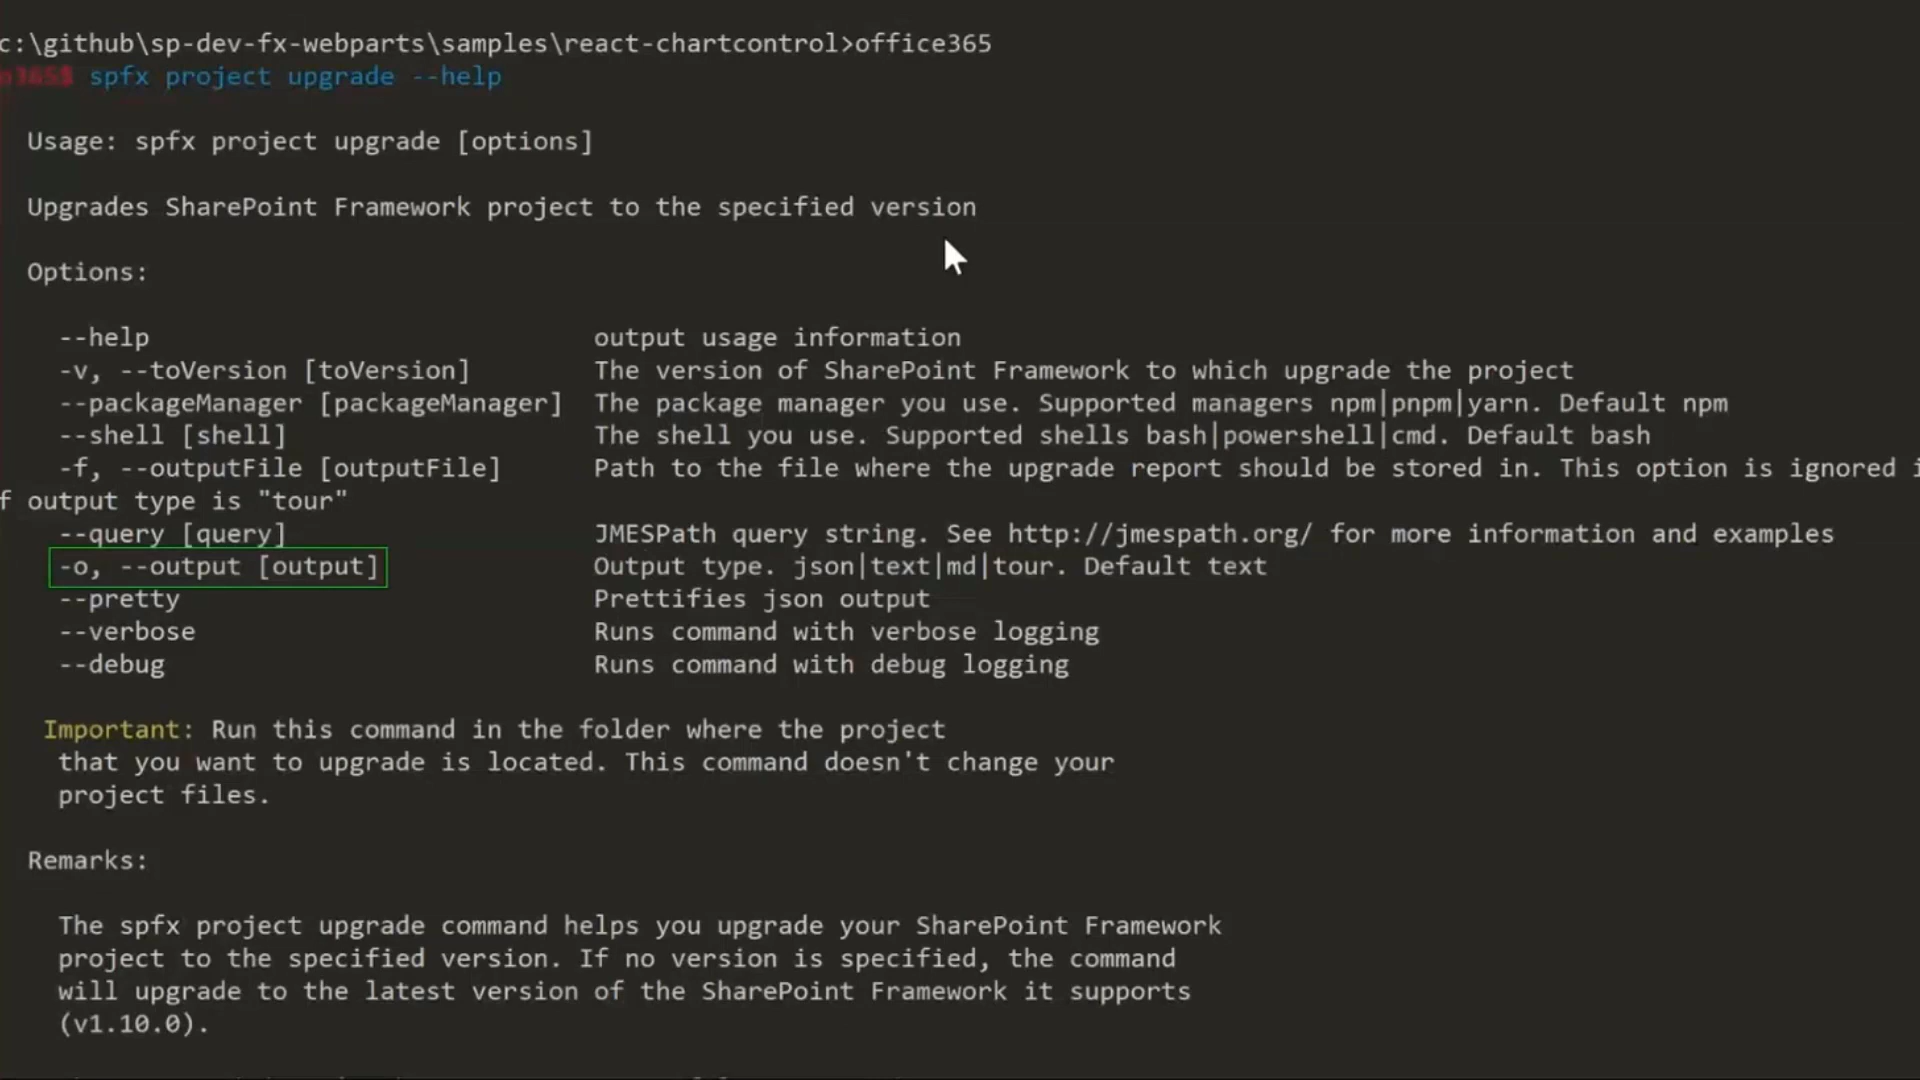 c:\github\sp-dev-fx-webparts\samples\react-chartcontrol>office365
o365$ spfx project upgrade --help
Usage: spfx project upgrade [options]
Upgrades SharePoint Framework project to the specified version
Options:
--help output usage information
-v, --toVersion [toVersion] The version of SharePoint Framework to which upgrade the project
--packageManager [packageManager] The package manager you use. Supported managers npm|pnpm|yarn. Default npm
--shell [shell] The shell you use. Supported shells bash|powershell|cmd. Default bash
-f, --outputFile [outputFile] Path to the file where the upgrade report should be stored in. This option is ignored i
f output type is "tour"
--query [query] JMESPath query string. See http://jmespath.org/ for more information and examples
-o, --output [output] Output type. json|text|md|tour. Default text
--pretty Prettifies json output
--verbose Runs command with verbose logging
--debug Runs command with debug logging
Important: Run this command in the folder where the project
that you want to upgrade is located. This command doesn't change your
project files.
Remarks:
The spfx project upgrade command helps you upgrade your SharePoint Framework
project to the specified version. If no version is specified, the command
will upgrade to the latest version of the SharePoint Framework it supports
(v1.10.0).